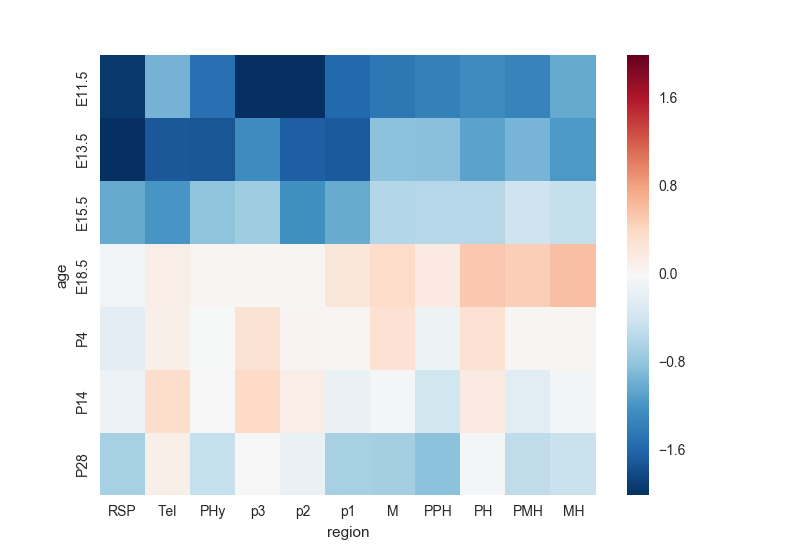 age
E11.5
E13.5
E15.5
E18.5
P4
P14
P28
RSP Tel PHy p3 p2 p1 M PPH PH PMH MH
region
1.6
0.8
0.0
−0.8
−1.6